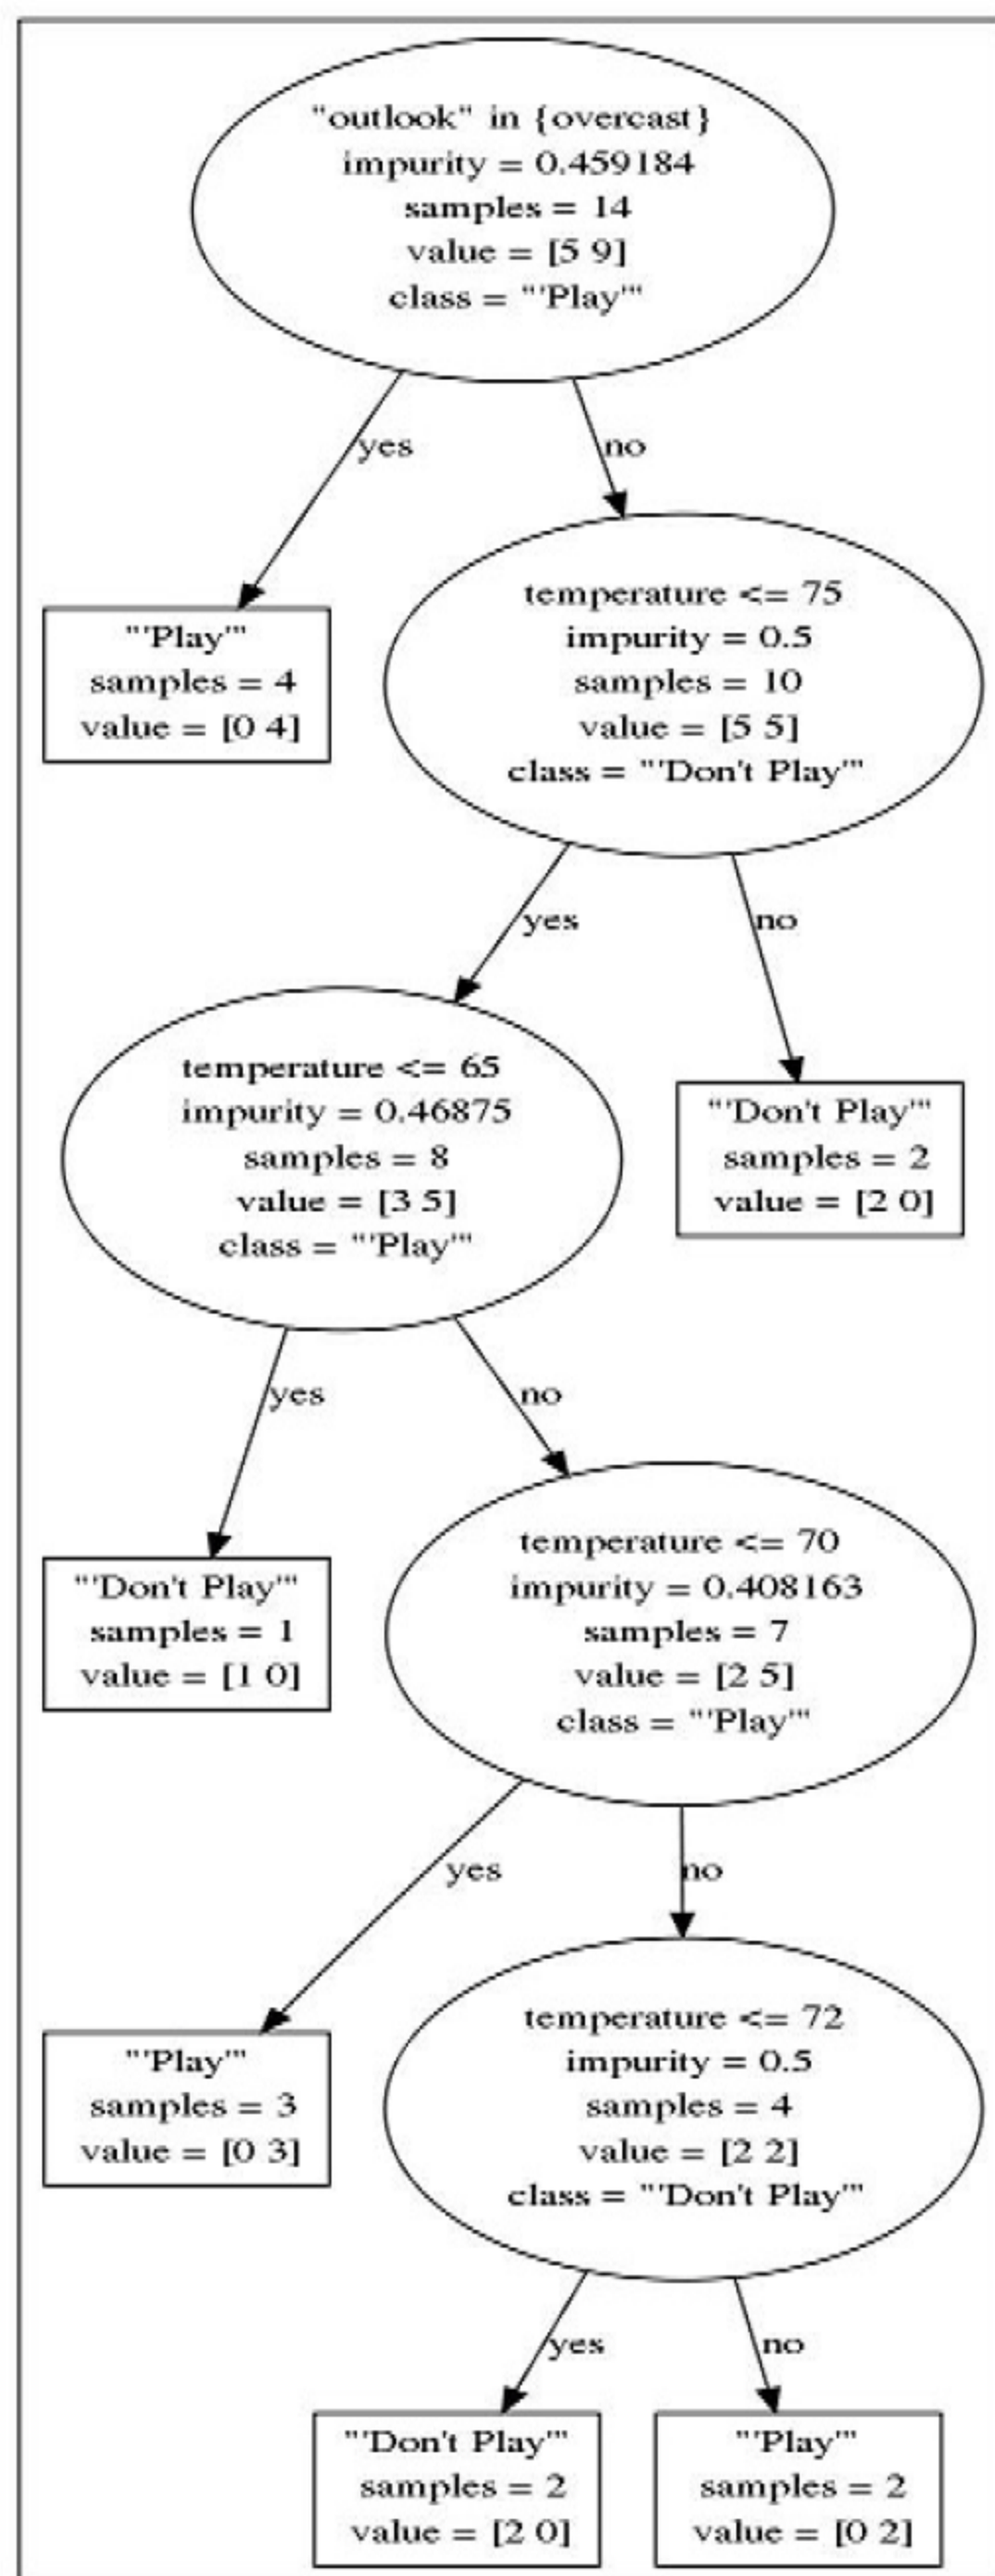 "outlook" in {overcast}
impurity = 0.459184
samples = 14
value = [5 9]
class = "'Play'"
yes
no
"'Play'"
samples = 4
value = [0 4]
temperature <= 75
impurity = 0.5
samples = 10
value = [5 5]
class = "'Don't Play'"
yes
no
temperature <= 65
impurity = 0.46875
samples = 8
value = [3 5]
class = "'Play'"
"'Don't Play'"
samples = 2
value = [2 0]
yes
no
"'Don't Play'"
samples = 1
value = [1 0]
temperature <= 70
impurity = 0.408163
samples = 7
value = [2 5]
class = "'Play'"
yes
no
"'Play'"
samples = 3
value = [0 3]
temperature <= 72
impurity = 0.5
samples = 4
value = [2 2]
class = "'Don't Play'"
yes
no
"'Don't Play'"
samples = 2
value = [2 0]
"'Play'"
samples = 2
value = [0 2]